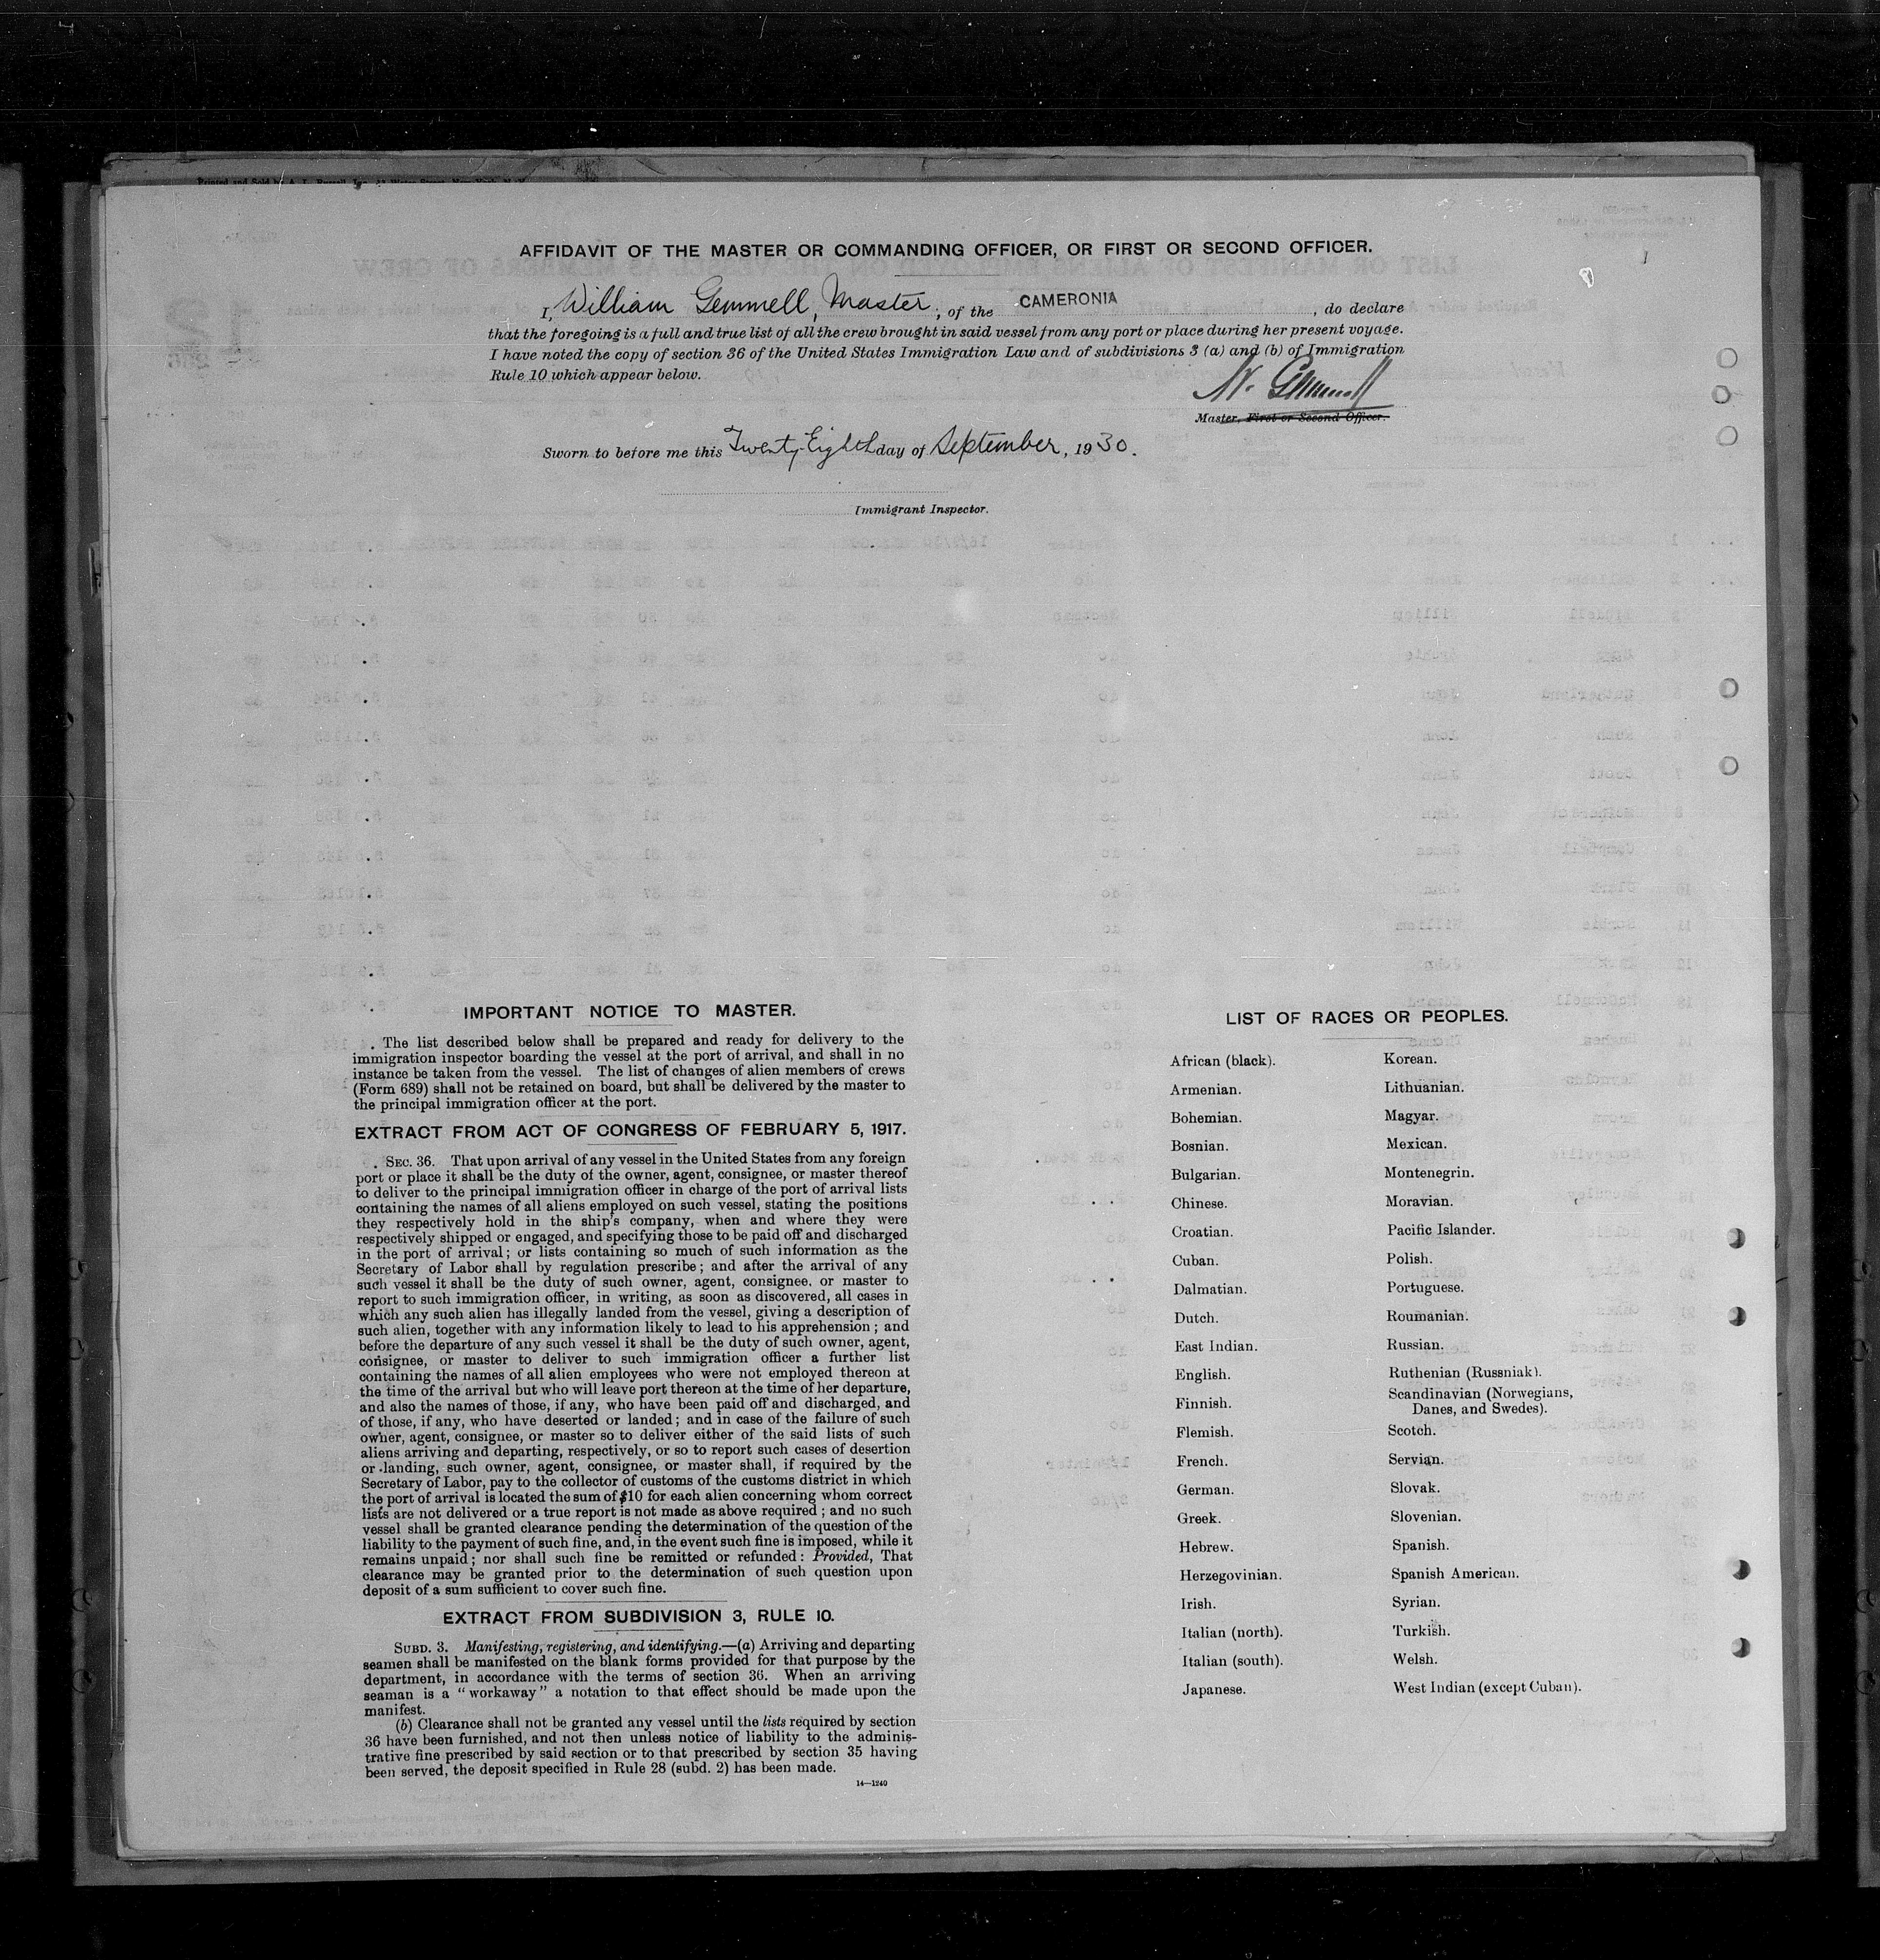 Printed and Sold by A. L. Russell, Inc.
AFFIDAVIT OF THE MASTER OR COMMANDING OFFICER, OR FIRST OR SECOND OFFICER.
I, William Gemmell, Master, of the CAMERONIA, do declare
that the foregoing is a full and true list of all the crew brought in said vessel from any port or place during her present voyage.
I have noted the copy of section 36 of the United States Immigration Law and of subdivisions 3 (a) and (b) of Immigration
Rule 10 which appear below.
W. Gemmell
Master, First or Second Officer.
Sworn to before me this Twenty Eighth day of September, 1930.
Immigrant Inspector.
IMPORTANT NOTICE TO MASTER.
The list described below shall be prepared and ready for delivery to the
immigration inspector boarding the vessel at the port of arrival, and shall in no
instance be taken from the vessel. The list of changes of alien members of crews
(Form 689) shall not be retained on board, but shall be delivered by the master to
the principal immigration officer at the port.
EXTRACT FROM ACT OF CONGRESS OF FEBRUARY 5, 1917.
SEC. 36. That upon arrival of any vessel in the United States from any foreign
port or place it shall be the duty of the owner, agent, consignee, or master thereof
to deliver to the principal immigration officer in charge of the port of arrival lists
containing the names of all aliens employed on such vessel, stating the positions
they respectively hold in the ship's company, when and where they were
respectively shipped or engaged, and specifying those to be paid off and discharged
in the port of arrival; or lists containing so much of such information as the
Secretary of Labor shall by regulation prescribe; and after the arrival of any
such vessel it shall be the duty of such owner, agent, consignee, or master to
report to such immigration officer, in writing, as soon as discovered, all cases in
which any such alien has illegally landed from the vessel, giving a description of
such alien, together with any information likely to lead to his apprehension; and
before the departure of any such vessel it shall be the duty of such owner, agent,
consignee, or master to deliver to such immigration officer a further list
containing the names of all alien employees who were not employed thereon at
the time of the arrival but who will leave port thereon at the time of her departure,
and also the names of those, if any, who have been paid off and discharged, and
of those, if any, who have deserted or landed; and in case of the failure of such
owner, agent, consignee, or master so to deliver either of the said lists of such
aliens arriving and departing, respectively, or so to report such cases of desertion
or landing, such owner, agent, consignee, or master shall, if required by the
Secretary of Labor, pay to the collector of customs of the customs district in which
the port of arrival is located the sum of $10 for each alien concerning whom correct
lists are not delivered or a true report is not made as above required; and no such
vessel shall be granted clearance pending the determination of the question of the
liability to the payment of such fine, and, in the event such fine is imposed, while it
remains unpaid; nor shall such fine be remitted or refunded: Provided, That
clearance may be granted prior to the determination of such question upon
deposit of a sum sufficient to cover such fine.
EXTRACT FROM SUBDIVISION 3, RULE 10.
SUBD. 3. Manifesting, registering, and identifying.—(a) Arriving and departing
seamen shall be manifested on the blank forms provided for that purpose by the
department, in accordance with the terms of section 36. When an arriving
seaman is a "workaway" a notation to that effect should be made upon the
manifest.
(b) Clearance shall not be granted any vessel until the lists required by section
36 have been furnished, and not then unless notice of liability to the adminis-
trative fine prescribed by said section or to that prescribed by section 35 having
been served, the deposit specified in Rule 28 (subd. 2) has been made.
14—1240
LIST OF RACES OR PEOPLES.
African (black).
Armenian.
Bohemian.
Bosnian.
Bulgarian.
Chinese.
Croatian.
Cuban.
Dalmatian.
Dutch.
East Indian.
English.
Finnish.
Flemish.
French.
German.
Greek.
Hebrew.
Herzegovinian.
Irish.
Italian (north).
Italian (south).
Japanese.
Korean.
Lithuanian.
Magyar.
Mexican.
Montenegrin.
Moravian.
Pacific Islander.
Polish.
Portuguese.
Roumanian.
Russian.
Ruthenian (Russniak).
Scandinavian (Norwegians,
Danes, and Swedes).
Scotch.
Servian.
Slovak.
Slovenian.
Spanish.
Spanish American.
Syrian.
Turkish.
Welsh.
West Indian (except Cuban).